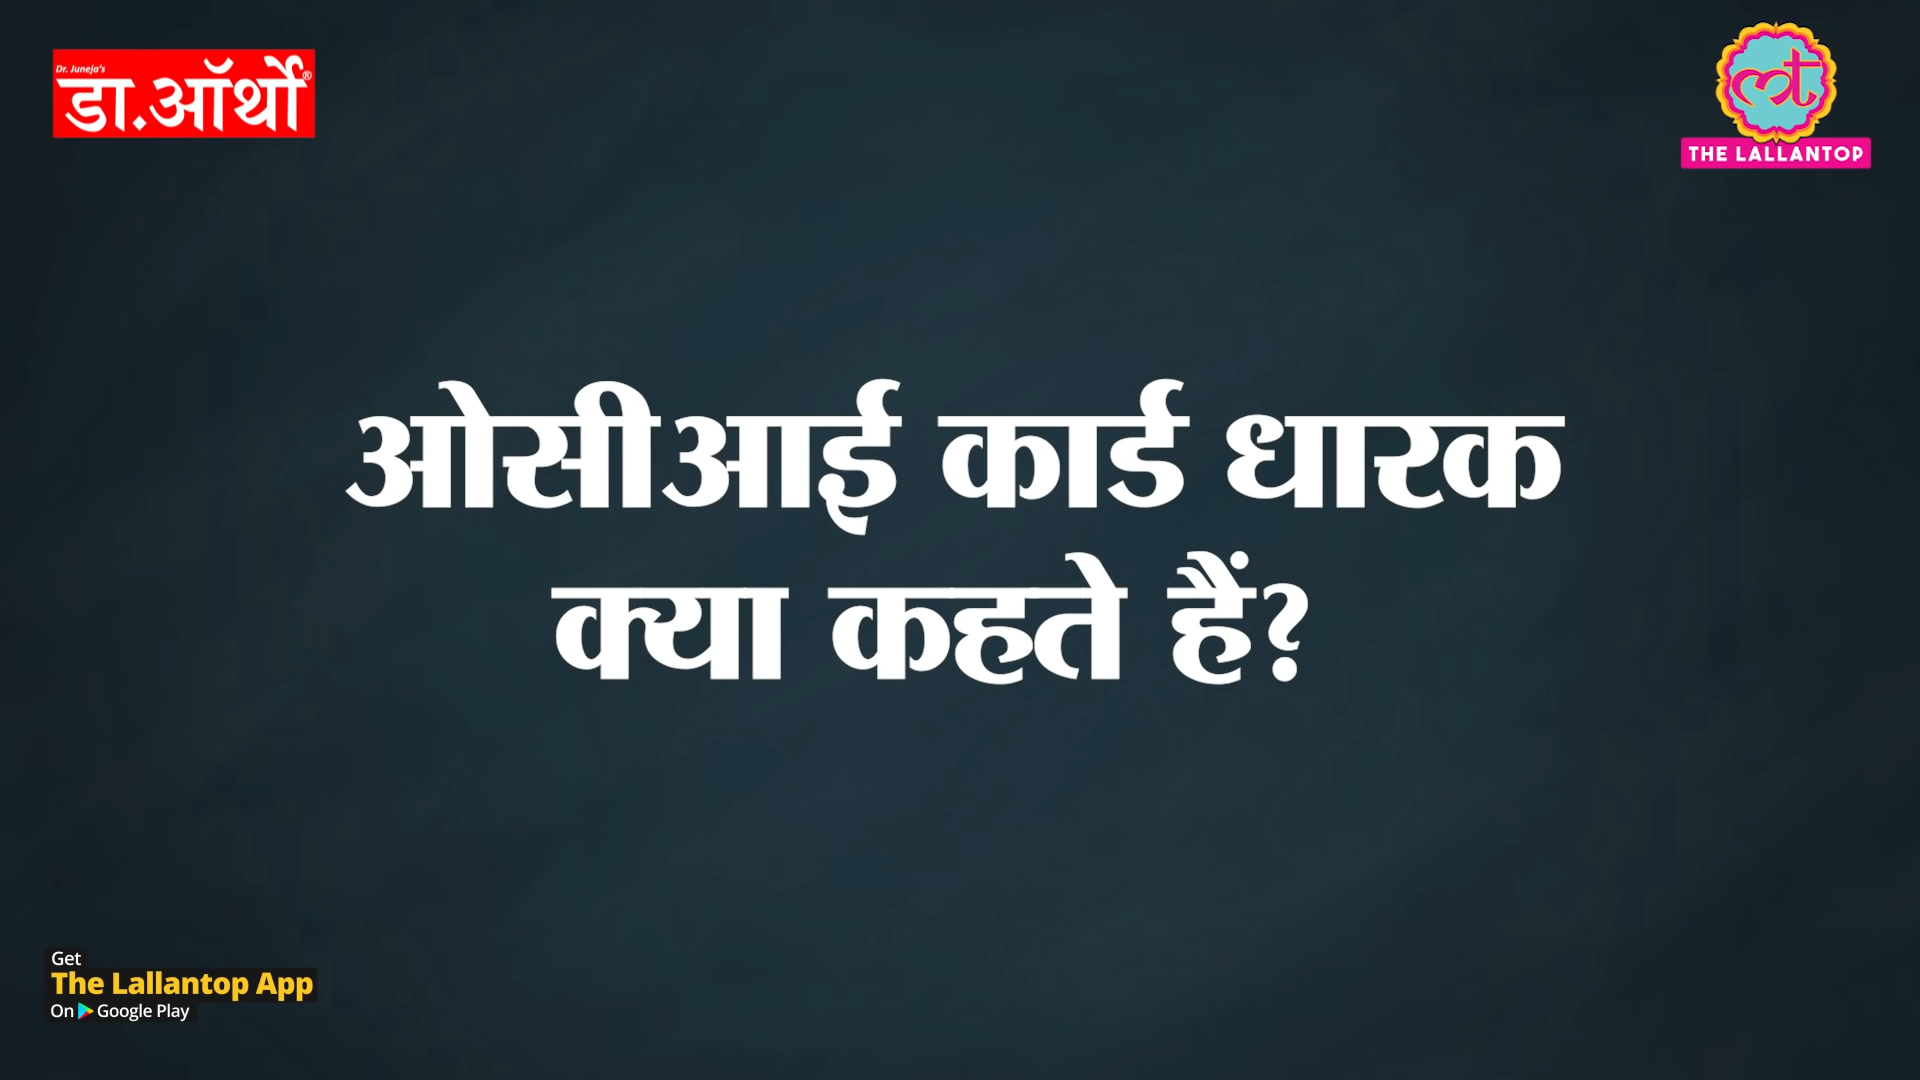 Dr. Juneja's
डा.ऑर्थो®
THE LALLANTOP
ओसीआई कार्ड धारक
क्या कहते हैं?
Get
The Lallantop App
On Google Play